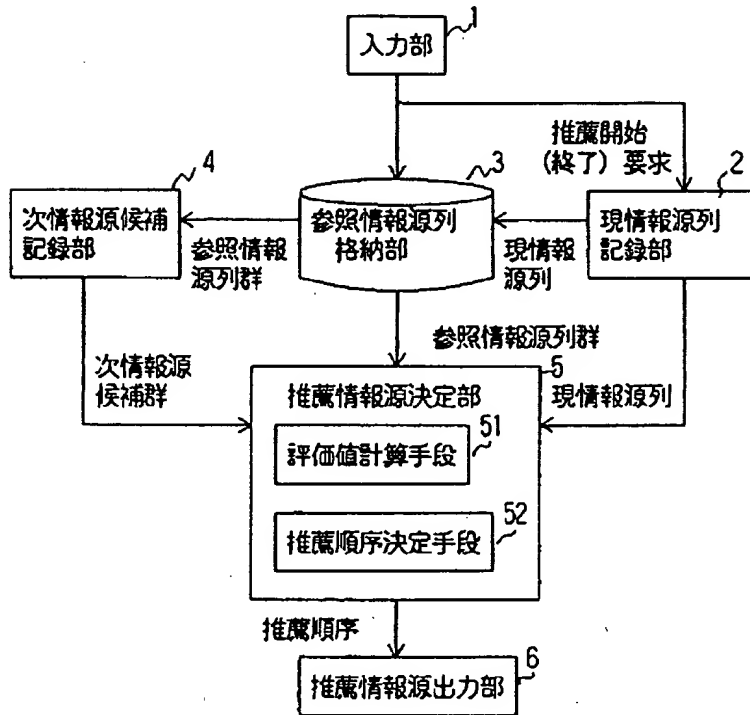 1
入力部
推薦開始
(終了) 要求
2
3
4
次情報源候補
記録部
参照情報
源列群
参照情報源列
格納部
現情報
源列
現情報源列
記録部
参照情報源列群
次情報源
候補群
5
推薦情報源決定部
現情報源列
51
評価値計算手段
52
推薦順序決定手段
推薦順序
6
推薦情報源出力部